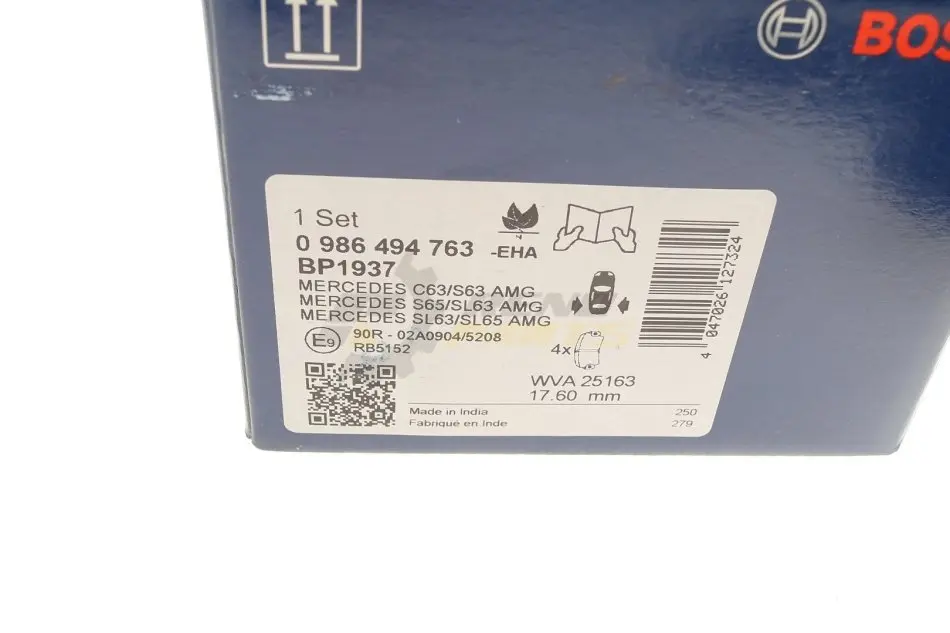 BOS
1 Set
0 986 494 763 -EHA
BP1937
MERCEDES C63/S63 AMG
MERCEDES S65/SL63 AMG
MERCEDES SL63/SL65 AMG
E9
90R - 02A0904/5208
RB5152
4x
WVA 25163
17.60 mm
Made in India
Fabriqué en Inde
250
279
4 047026 127324